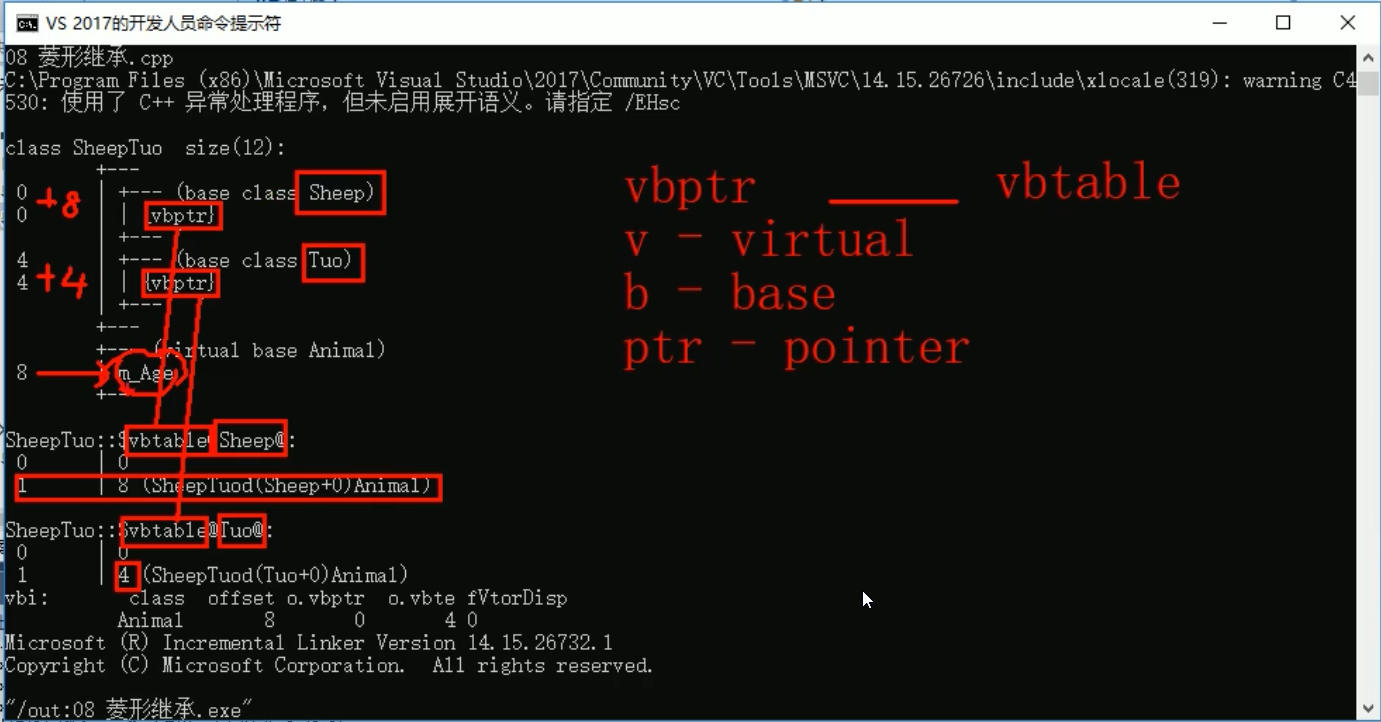 VS 2017的开发人员命令提示符
08 菱形继承.cpp
C:\Program Files (x86)\Microsoft Visual Studio\2017\Community\VC\Tools\MSVC\14.15.26726\include\xlocale(319): warning C4
530: 使用了 C++ 异常处理程序，但未启用展开语义。请指定 /EHsc
class SheepTuo  size(12):
+---
0 +8 | +--- (base class Sheep)
0 | | {vbptr}
| +---
4 +4 | +--- (base class Tuo)
4 | | {vbptr}
| +---
+---
+--- (virtual base Animal)
8 | m_Age
+---
vbptr ____ vbtable
v - virtual
b - base
ptr - pointer
SheepTuo::$vbtable@Sheep@:
0 | 0
1 | 8 (SheepTuod(Sheep+0)Animal)
SheepTuo::$vbtable@Tuo@:
0 | 0
1 | 4 (SheepTuod(Tuo+0)Animal)
vbi: class offset o.vbptr o.vbte fVtorDisp
Animal 8 0 4 0
Microsoft (R) Incremental Linker Version 14.15.26732.1
Copyright (C) Microsoft Corporation.  All rights reserved.
"/out:08 菱形继承.exe"